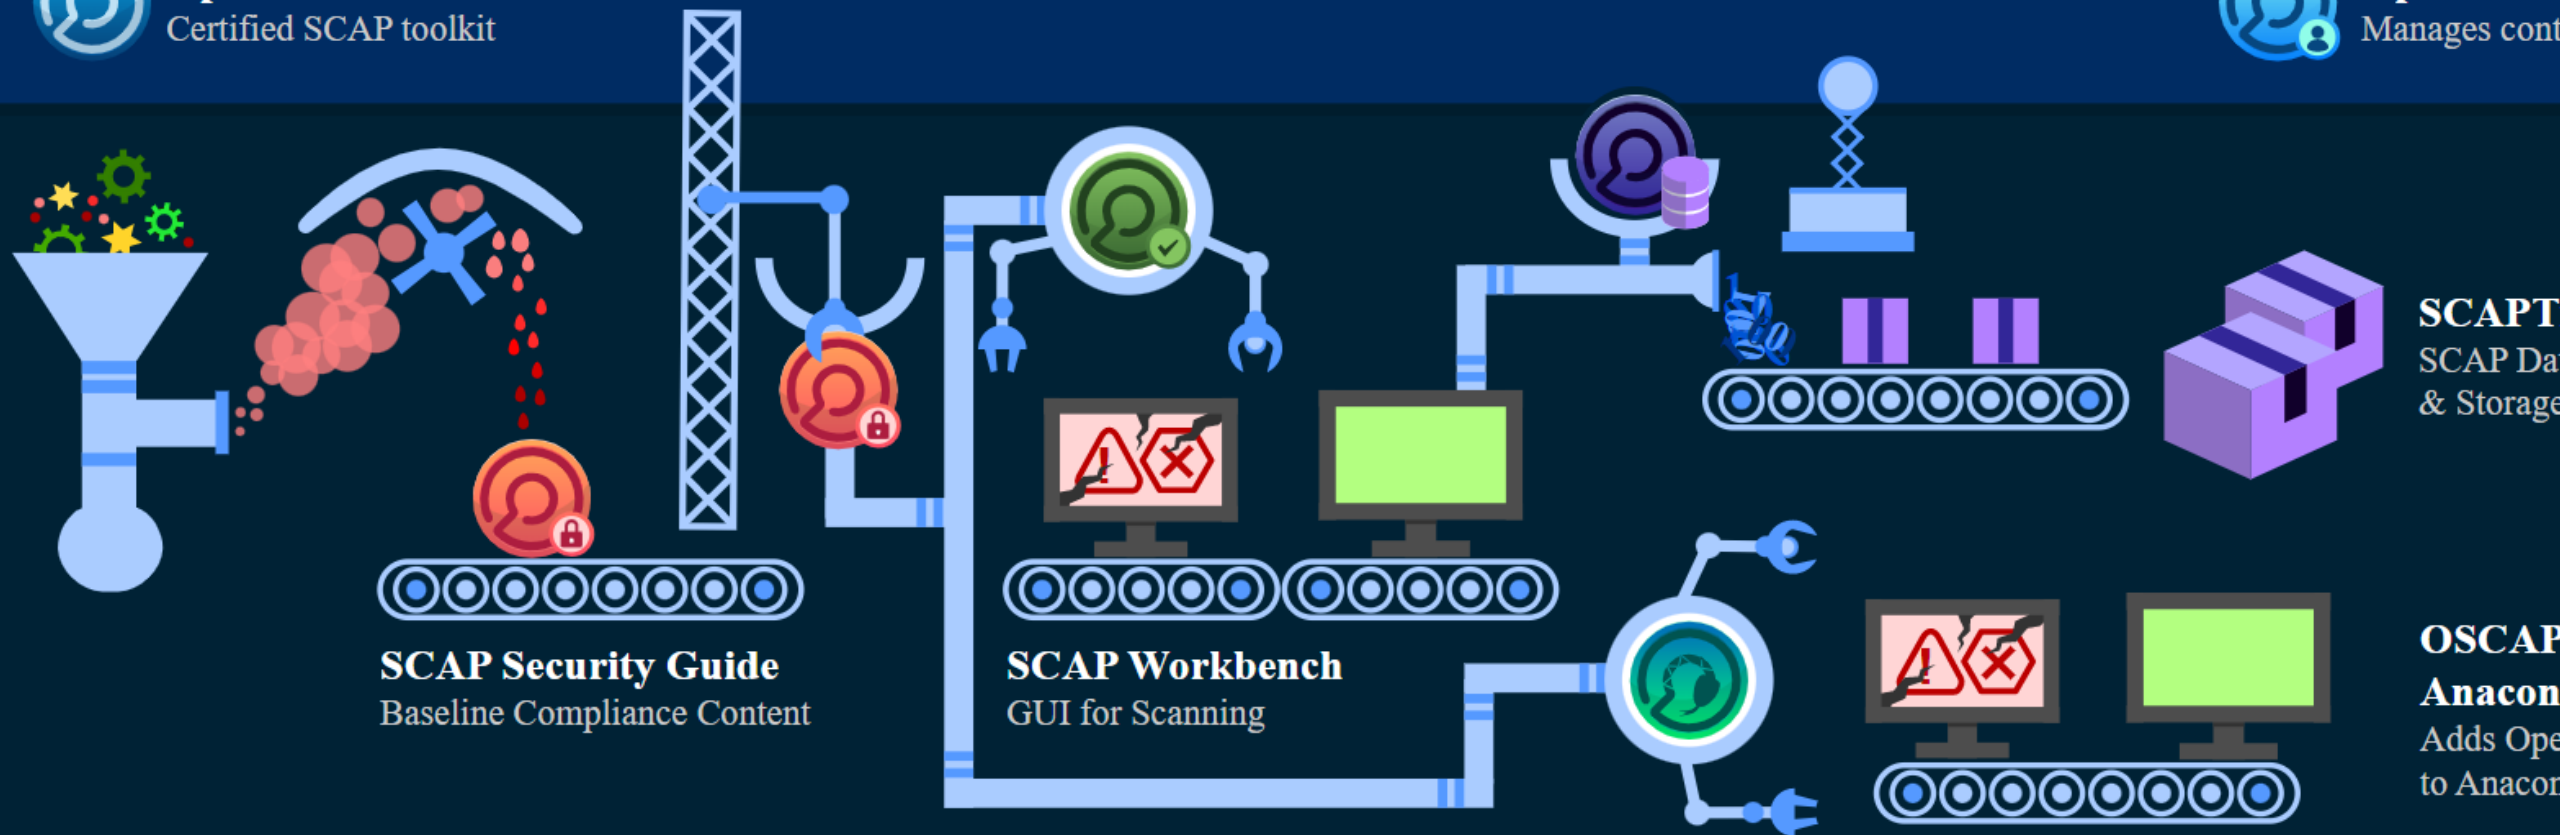 Certified SCAP toolkit
Manages cont
SCAPT
SCAP Da
& Storage
SCAP Security Guide
Baseline Compliance Content
SCAP Workbench
GUI for Scanning
OSCAP
Anacon
Adds Ope
to Anacon